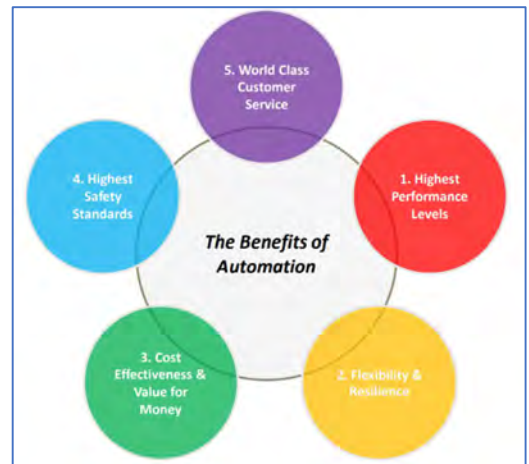 5. World Class
Customer
Service
4. Highest
Safety
Standards
1. Highest
Performance
Levels
The Benefits of
Automation
3. Cost
Effectiveness &
Value for
Money
2. Flexibility &
Resilience